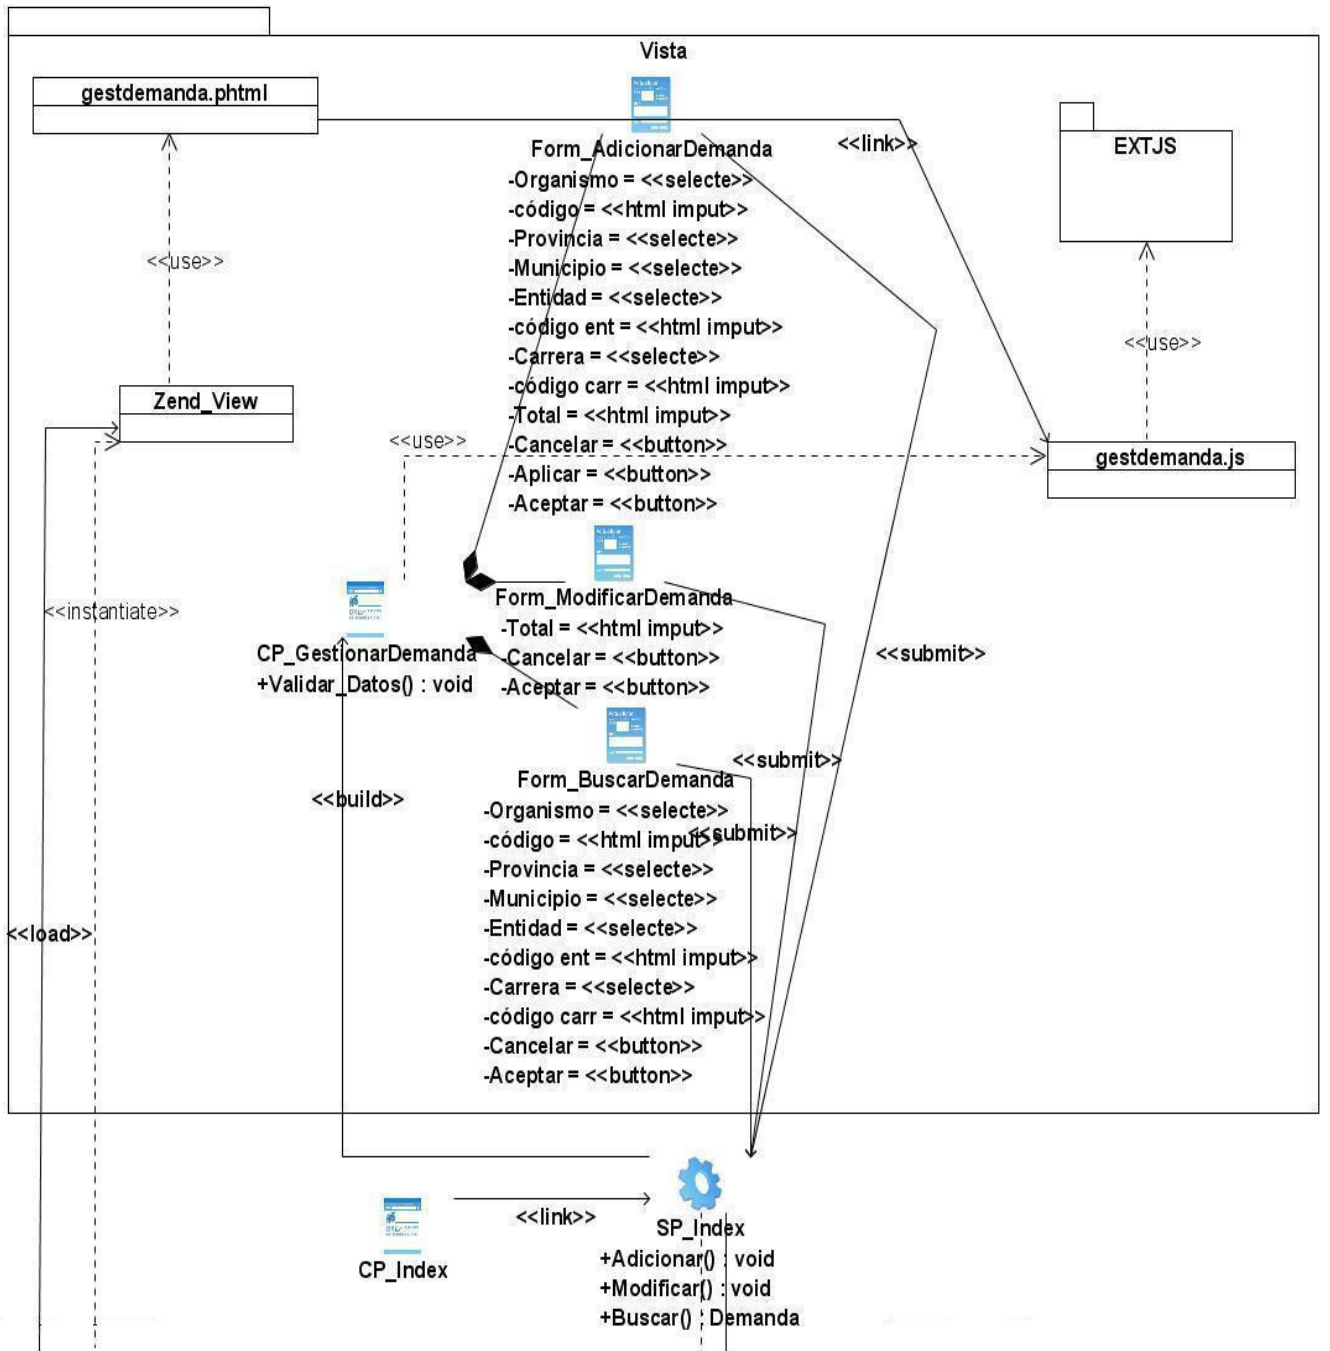 Vista
gestdemanda.phtml
Form_AdicionarDemanda
-Organismo = <<selecte>>
-código = <<html imput>>
-Provincia = <<selecte>>
-Municipio = <<selecte>>
-Entidad = <<selecte>>
-código ent = <<html imput>>
-Carrera = <<selecte>>
-código carr = <<html imput>>
-Total = <<html imput>>
-Cancelar = <<button>>
-Aplicar = <<button>>
-Aceptar = <<button>>
<<link>>
EXTJS
<<use>>
<<use>>
Zend_View
<<use>>
gestdemanda.js
<<instantiate>>
CP_GestionarDemanda
+Validar_Datos() : void
Form_ModificarDemanda
-Total = <<html imput>>
-Cancelar = <<button>>
-Aceptar = <<button>>
<<submit>>
<<submit>>
<<submit>>
Form_BuscarDemanda
-Organismo = <<selecte>>
-código = <<html imput>>
-Provincia = <<selecte>>
-Municipio = <<selecte>>
-Entidad = <<selecte>>
-código ent = <<html imput>>
-Carrera = <<selecte>>
-código carr = <<html imput>>
-Cancelar = <<button>>
-Aceptar = <<button>>
<<build>>
<<load>>
<<link>>
CP_Index
SP_Index
+Adicionar() : void
+Modificar() : void
+Buscar() : Demanda